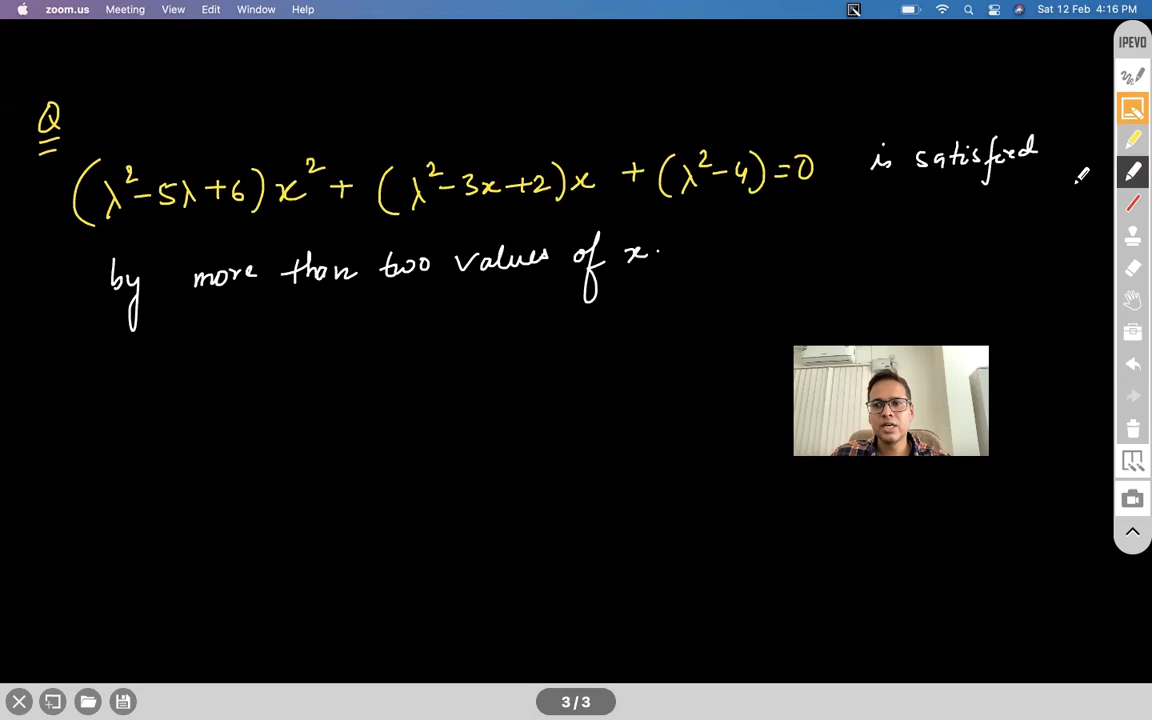 zoom.us Meeting View Edit Window Help Sat 12 Feb 4:16 PM
IPEVO
Q
(λ²-5λ+6)x²+(λ²-3x+2)x+(λ²-4)=0 is satisfied
by more than two values of x.
3/3